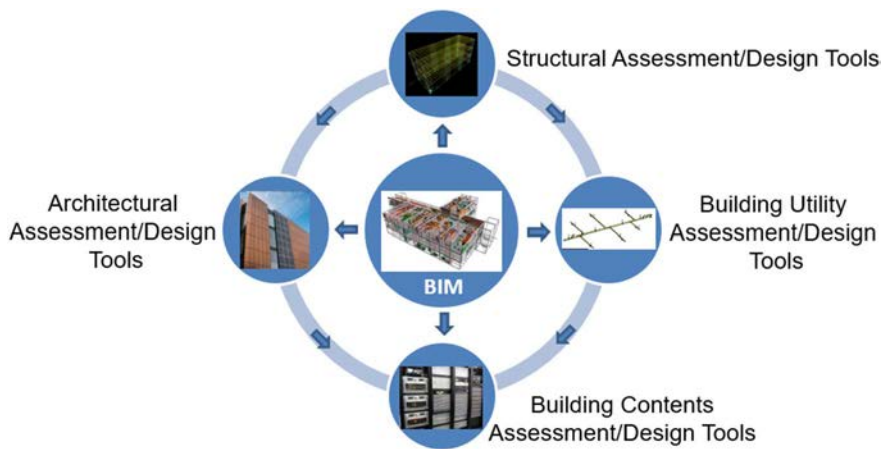 Structural Assessment/Design Tools
Architectural
Assessment/Design
Tools
BIM
Building Utility
Assessment/Design
Tools
Building Contents
Assessment/Design Tools